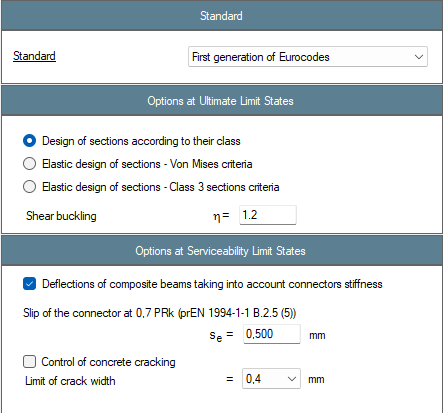 Standard
Standard First generation of Eurocodes
Options at Ultimate Limit States
Design of sections according to their class
Elastic design of sections - Von Mises criteria
Elastic design of sections - Class 3 sections criteria
Shear buckling η = 1.2
Options at Serviceability Limit States
Deflections of composite beams taking into account connectors stiffness
Slip of the connector at 0,7 PRk (prEN 1994-1-1 B.2.5 (5))
se = 0,500 mm
Control of concrete cracking
Limit of crack width = 0,4 mm